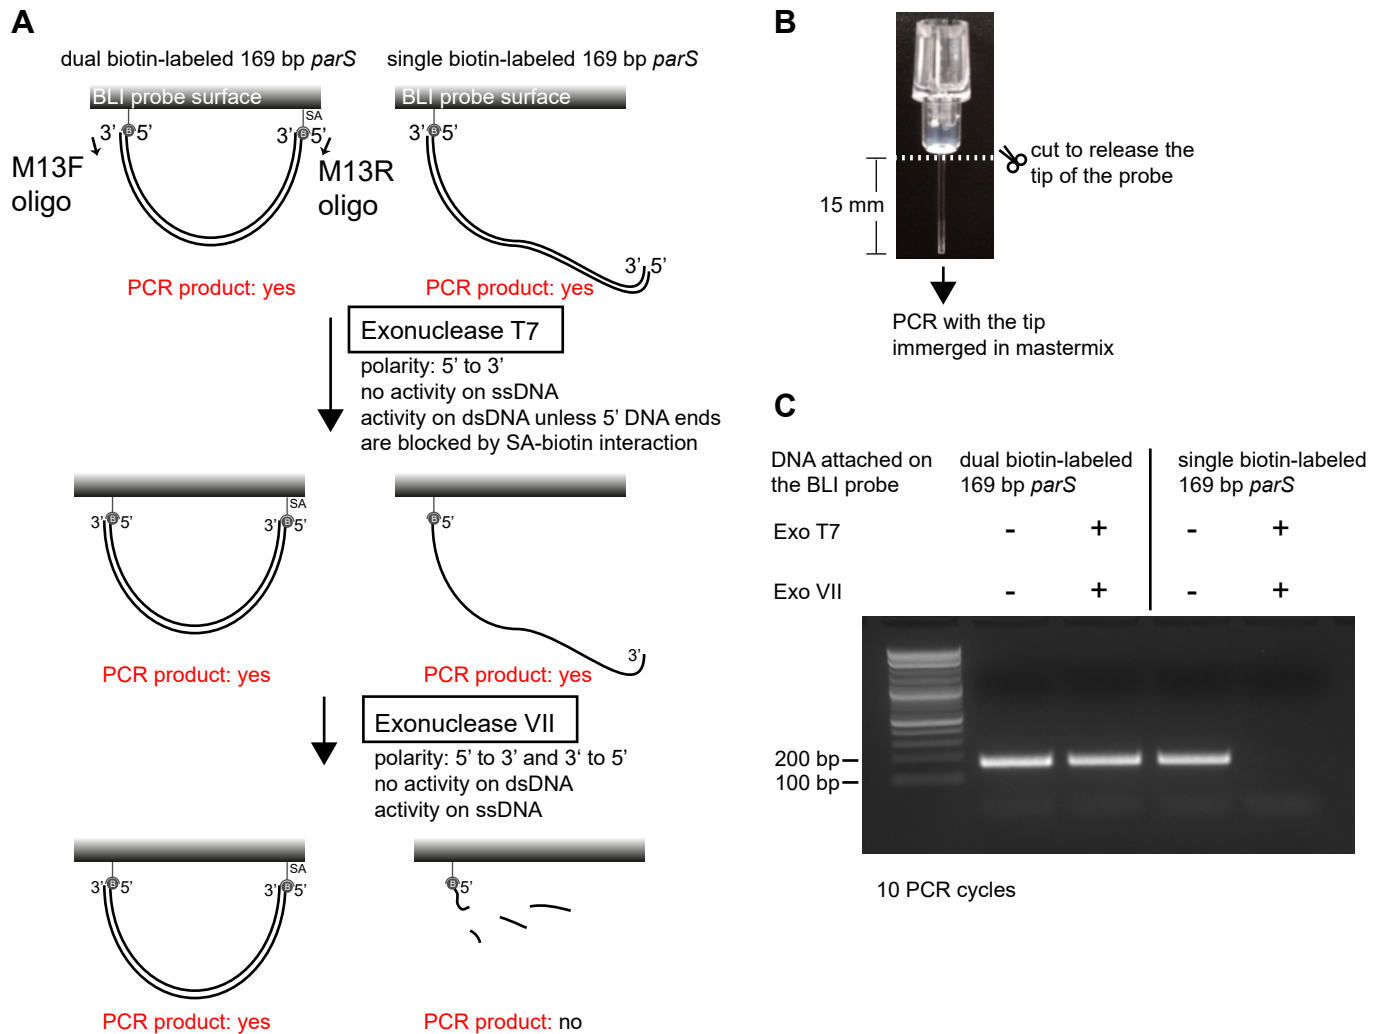 A
dual biotin-labeled 169 bp parS
single biotin-labeled 169 bp parS
BLI probe surface
BLI probe surface
SA
3’ B 5’
3’ B 5’
3’ B 5’
M13F
oligo
M13R
oligo
3’ 5’
PCR product: yes
PCR product: yes
Exonuclease T7
polarity: 5’ to 3’
no activity on ssDNA
activity on dsDNA unless 5’ DNA ends
are blocked by SA-biotin interaction
SA
3’ B 5’
3’ B 5’
B 5’
3’
PCR product: yes
PCR product: yes
Exonuclease VII
polarity: 5’ to 3’ and 3‘ to 5’
no activity on dsDNA
activity on ssDNA
SA
3’ B 5’
3’ B 5’
B 5’
PCR product: yes
PCR product: no
B
cut to release the
tip of the probe
15 mm
PCR with the tip
immerged in mastermix
C
DNA attached on
the BLI probe
dual biotin-labeled
169 bp parS
single biotin-labeled
169 bp parS
Exo T7 - + - +
Exo VII - + - +
200 bp
100 bp
10 PCR cycles